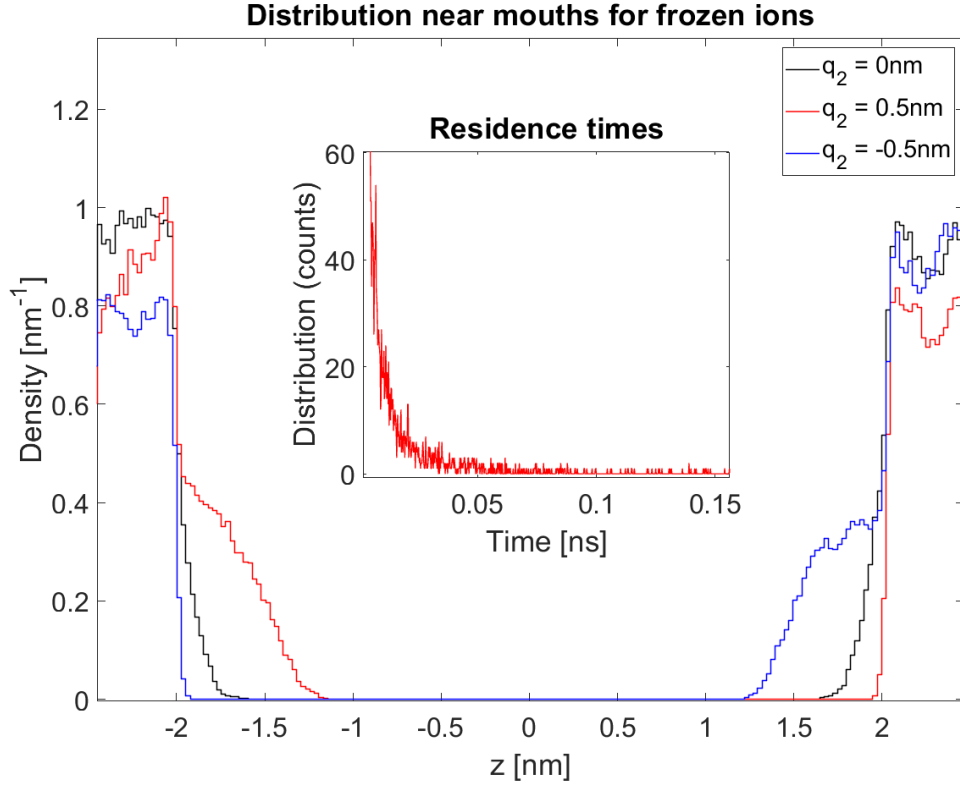 Distribution near mouths for frozen ions
q2 = 0nm
q2 = 0.5nm
q2 = -0.5nm
Residence times
60
40
20
0
0.05
0.1
0.15
Distribution (counts)
Time [ns]
1.2
1
0.8
0.6
0.4
0.2
0
Density [nm-1]
-2
-1.5
-1
-0.5
0
0.5
1
1.5
2
z [nm]